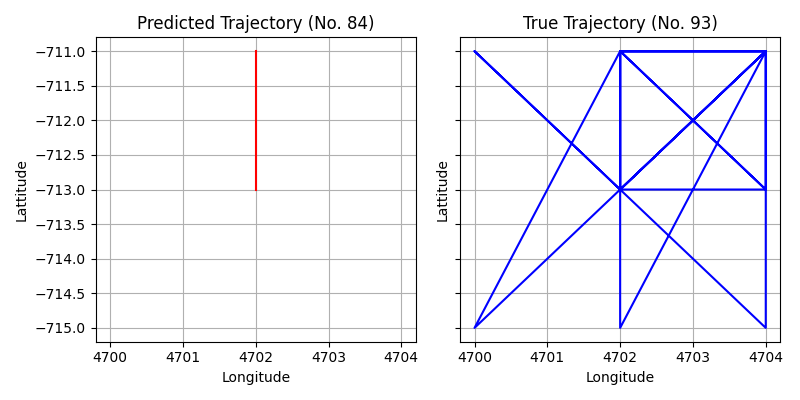 Predicted Trajectory (No. 84)
Lattitude
−711.0
−711.5
−712.0
−712.5
−713.0
−713.5
−714.0
−714.5
−715.0
4700 4701 4702 4703 4704
Longitude
True Trajectory (No. 93)
Lattitude
4700 4701 4702 4703 4704
Longitude